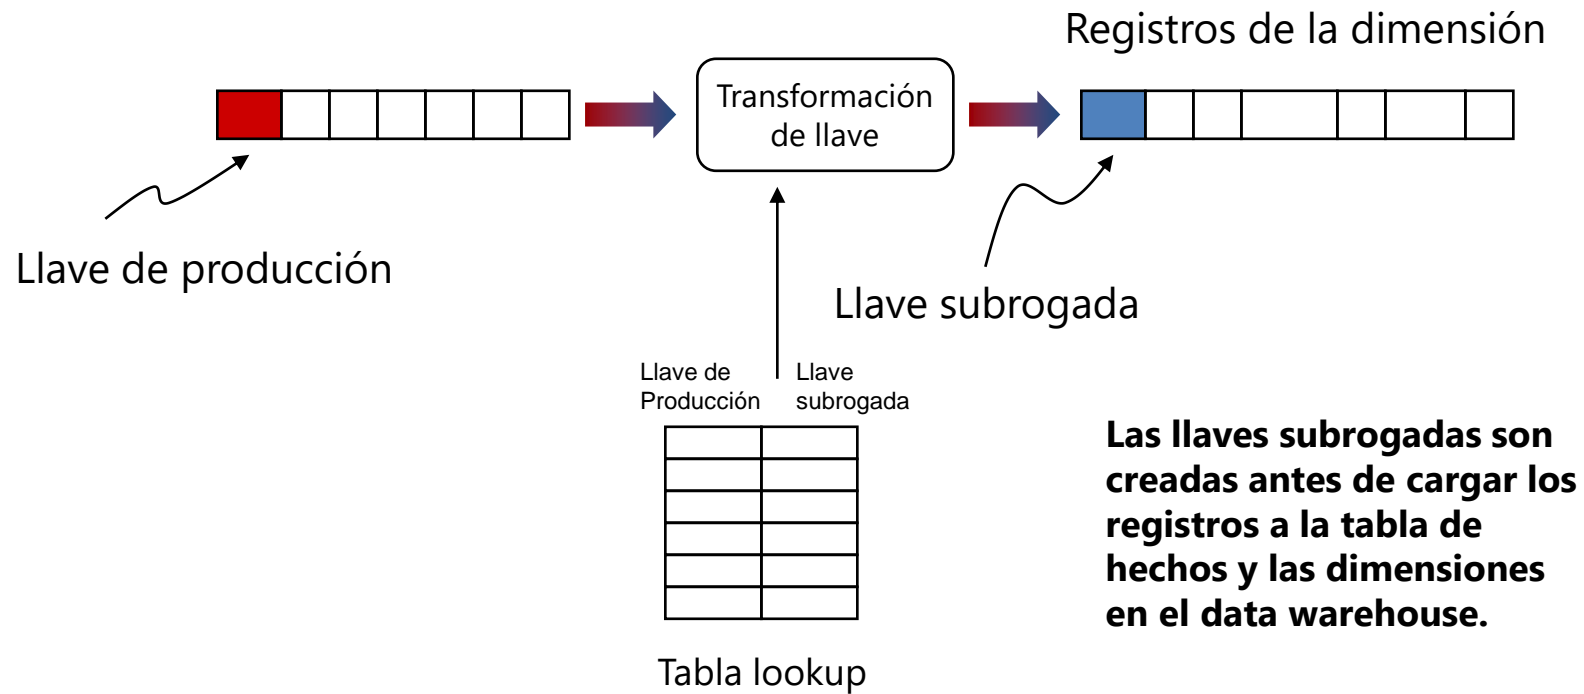 Registros de la dimensión
Transformación
de llave
Llave de producción
Llave subrogada
Llave de
Producción
Llave
subrogada
Tabla lookup
Las llaves subrogadas son
creadas antes de cargar los
registros a la tabla de
hechos y las dimensiones
en el data warehouse.